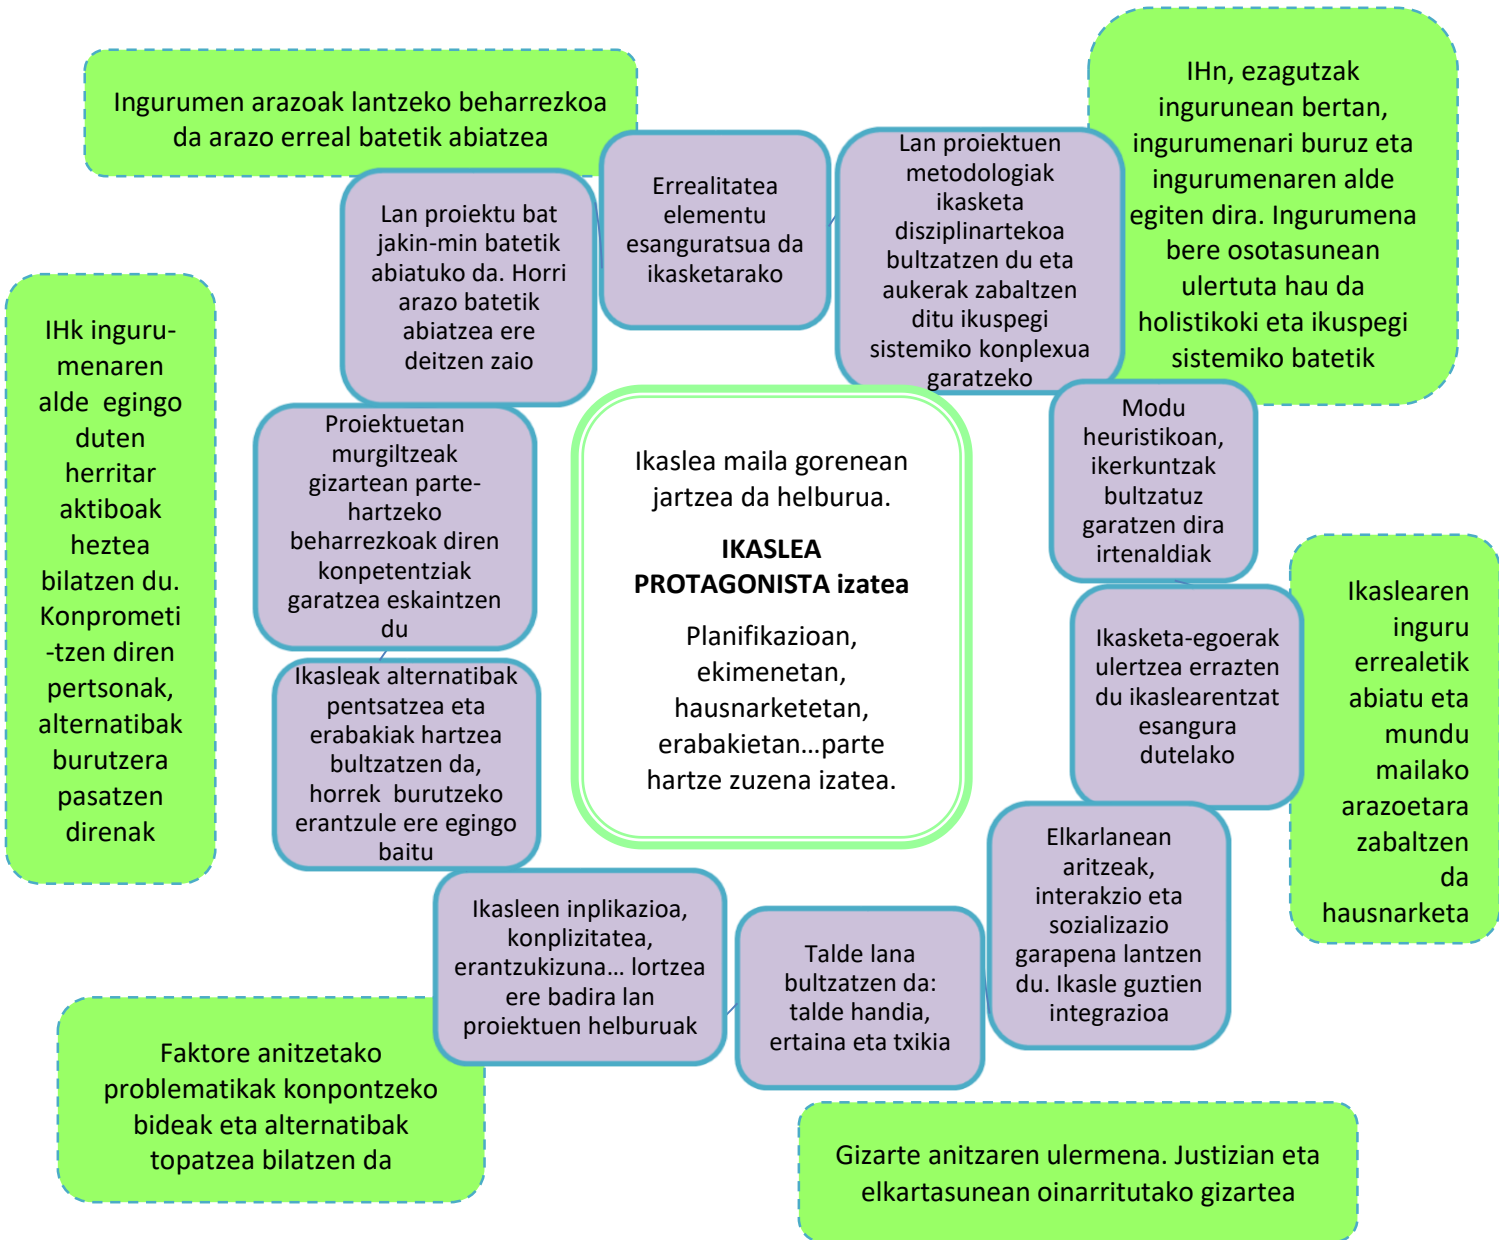 Ingurumen arazoak lantzeko beharrezkoa
da arazo erreal batetik abiatzea
IHn, ezagutzak
ingurunean bertan,
ingurumenari buruz eta
ingurumenaren alde
egiten dira. Ingurumena
bere osotasunean
ulertuta hau da
holistikoki eta ikuspegi
sistemiko batetik
Lan proiektu bat
jakin-min batetik
abiatuko da. Horri
arazo batetik
abiatzea ere
deitzen zaio
Errealitatea
elementu
esanguratsua da
ikasketarako
Lan proiektuen
metodologiak
ikasketa
disziplinartekoa
bultzatzen du eta
aukerak zabaltzen
ditu ikuspegi
sistemiko konplexua
garatzeko
IHk inguru-
menaren
alde  egingo
duten
herritar
aktiboak
heztea
bilatzen du.
Konprometi
-tzen diren
pertsonak,
alternatibak
burutzera
pasatzen
direnak
Proiektuetan
murgiltzeak
gizartean parte-
hartzeko
beharrezkoak diren
konpetentziak
garatzea eskaintzen
du
Ikaslea maila gorenean
jartzea da helburua.
IKASLEA
PROTAGONISTA izatea
Planifikazioan,
ekimenetan,
hausnarketetan,
erabakietan...parte
hartze zuzena izatea.
Modu
heuristikoan,
ikerkuntzak
bultzatuz
garatzen dira
irtenaldiak
Ikasketa-egoerak
ulertzea errazten
du ikaslearentzat
esangura
dutelako
Ikaslearen
inguru
errealetik
abiatu eta
mundu
mailako
arazoetara
zabaltzen
da
hausnarketa
Ikasleak alternatibak
pentsatzea eta
erabakiak hartzea
bultzatzen da,
horrek  burutzeko
erantzule ere egingo
baitu
Ikasleen inplikazioa,
konplizitatea,
erantzukizuna... lortzea
ere badira lan
proiektuen helburuak
Talde lana
bultzatzen da:
talde handia,
ertaina eta txikia
Elkarlanean
aritzeak,
interakzio eta
sozializazio
garapena lantzen
du. Ikasle guztien
integrazioa
Faktore anitzetako
problematikak konpontzeko
bideak eta alternatibak
topatzea bilatzen da
Gizarte anitzaren ulermena. Justizian eta
elkartasunean oinarritutako gizartea